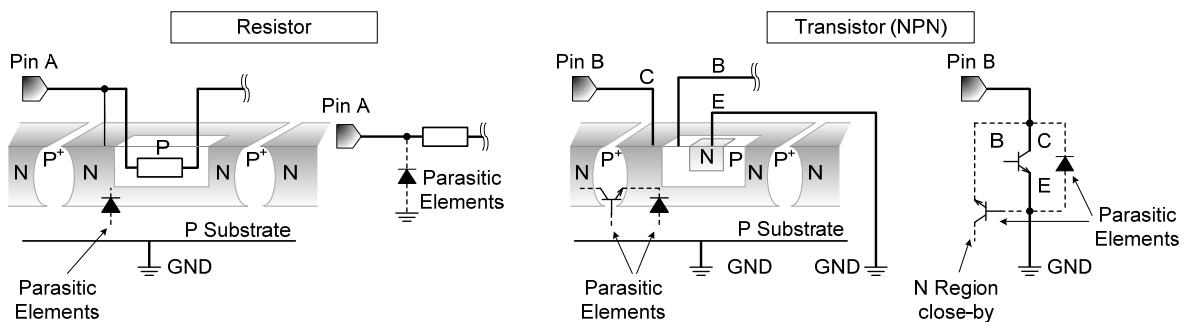 Resistor
Pin A
N
P+
N
P
N
P+
N
Parasitic
Elements
P Substrate
GND
Pin A
Parasitic
Elements
Transistor (NPN)
Pin B
C
B
E
N
P+
N
N
P
N
P+
N
P Substrate
GND
GND
Parasitic
Elements
Pin B
B
C
E
Parasitic
Elements
GND
N Region
close-by